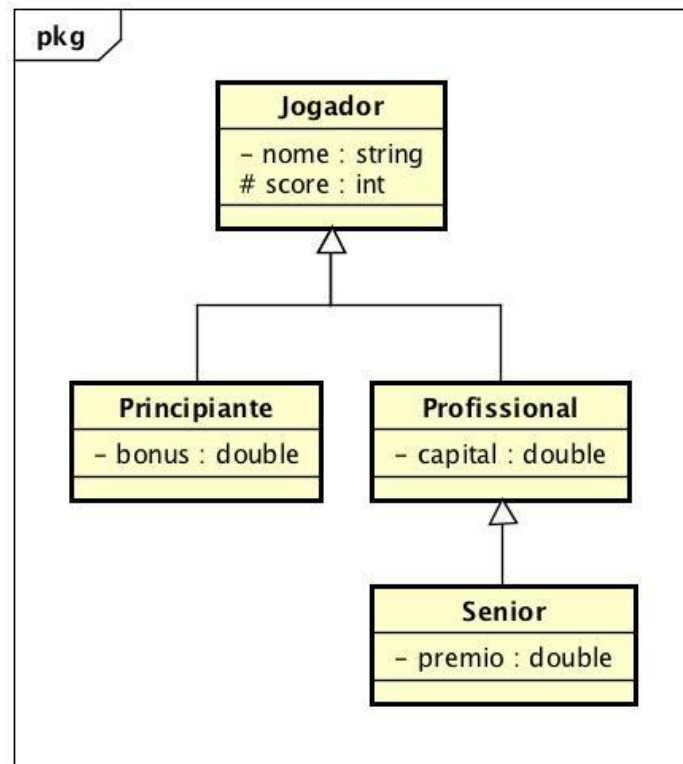 pkg
Jogador
- nome : string
# score : int
Principiante
- bonus : double
Profissional
- capital : double
Senior
- premio : double